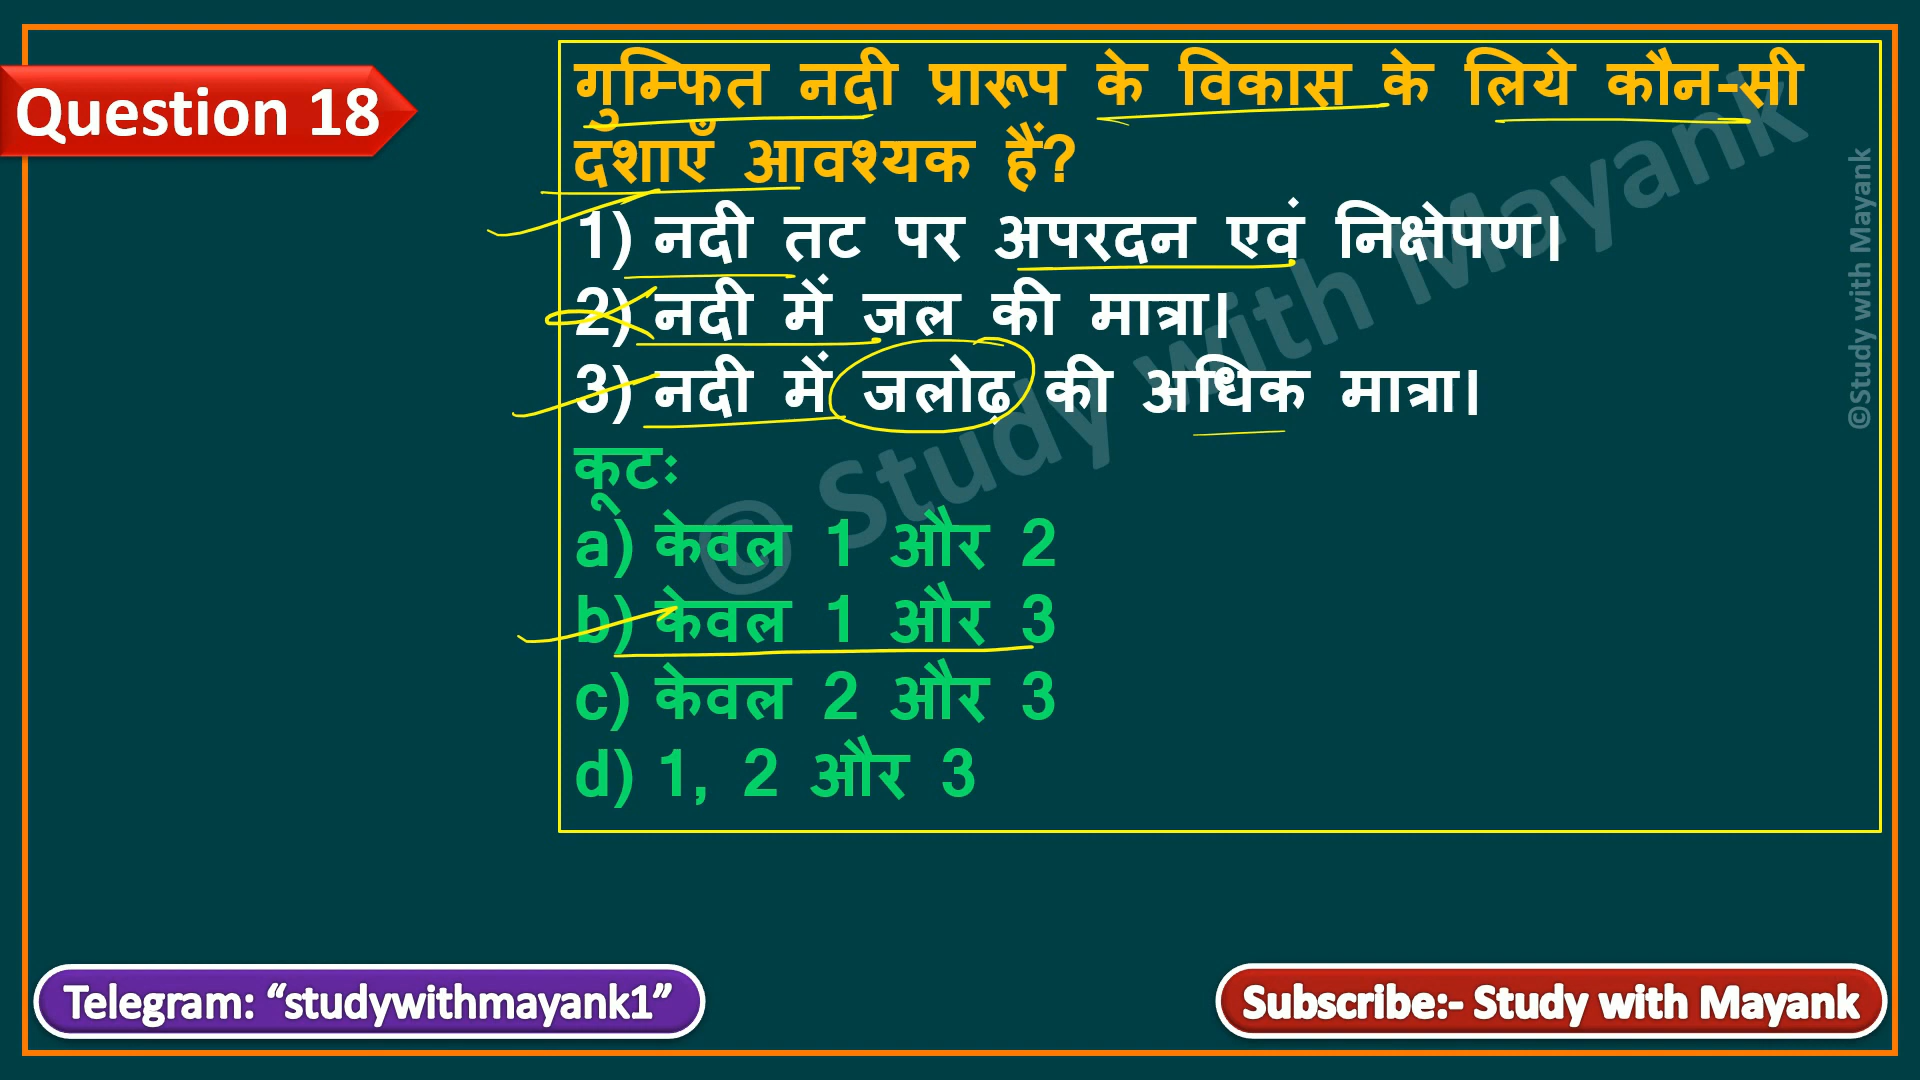 Question 18
गुम्फित नदी प्रारूप के विकास के लिये कौन-सी
दशाएँ आवश्यक हैं?
1) नदी तट पर अपरदन एवं निक्षेपण।
2) नदी में जल की मात्रा।
3) नदी में जलोढ़ की अधिक मात्रा।
कूटः
a) केवल 1 और 2
b) केवल 1 और 3
c) केवल 2 और 3
d) 1, 2 और 3
© Study with Mayank
©Study with Mayank
Telegram: “studywithmayank1”
Subscribe:- Study with Mayank